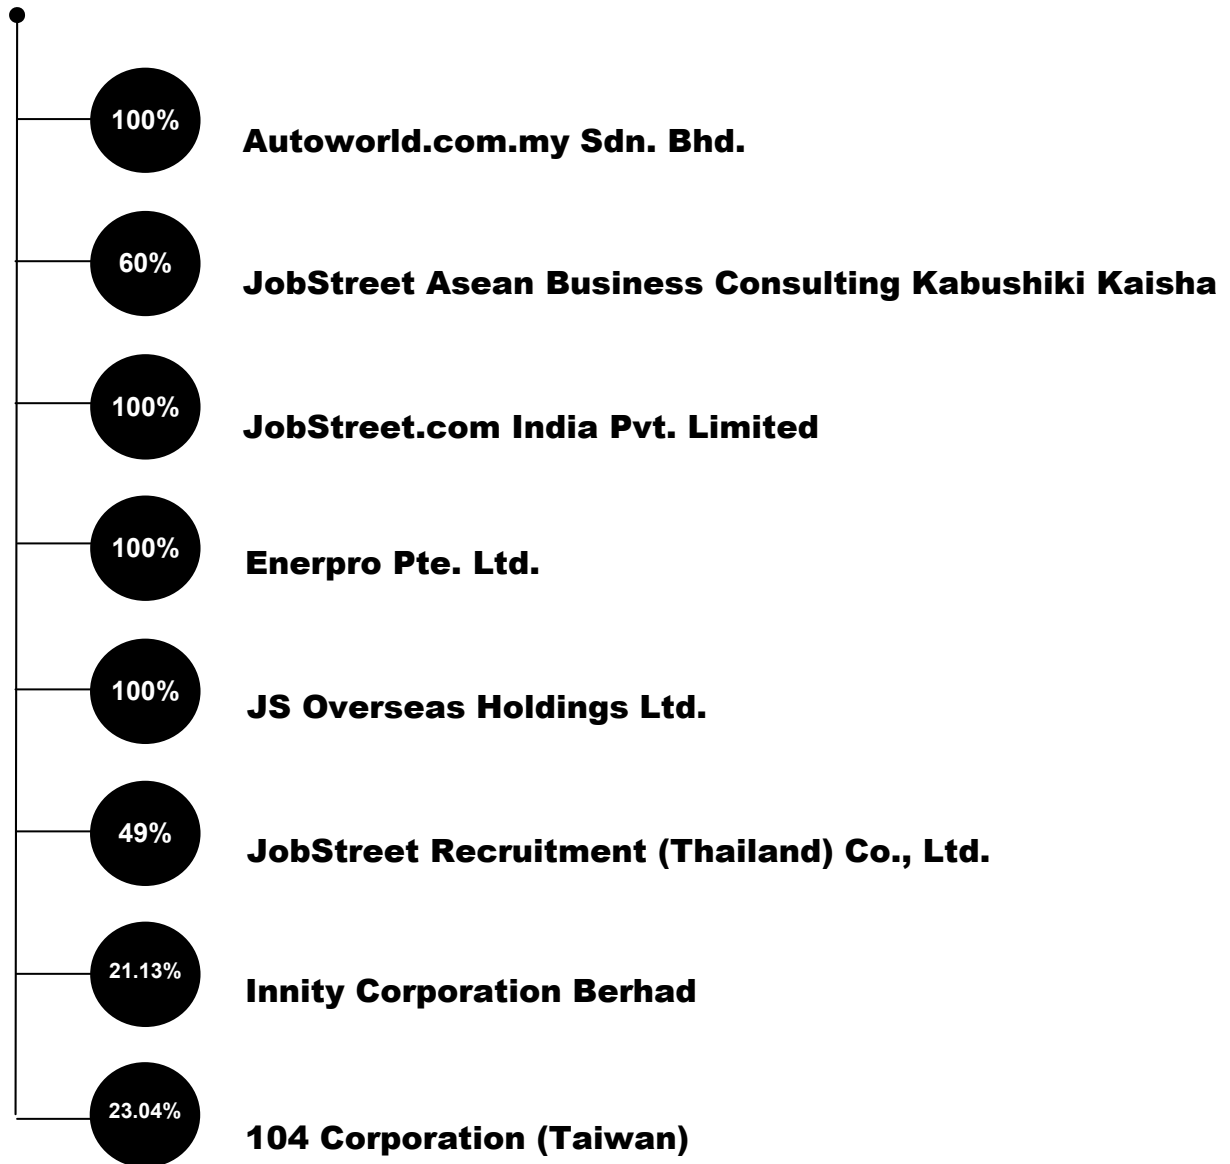 100%
Autoworld.com.my Sdn. Bhd.
60%
JobStreet Asean Business Consulting Kabushiki Kaisha
100%
JobStreet.com India Pvt. Limited
100%
Enerpro Pte. Ltd.
100%
JS Overseas Holdings Ltd.
49%
JobStreet Recruitment (Thailand) Co., Ltd.
21.13%
Innity Corporation Berhad
23.04%
104 Corporation (Taiwan)